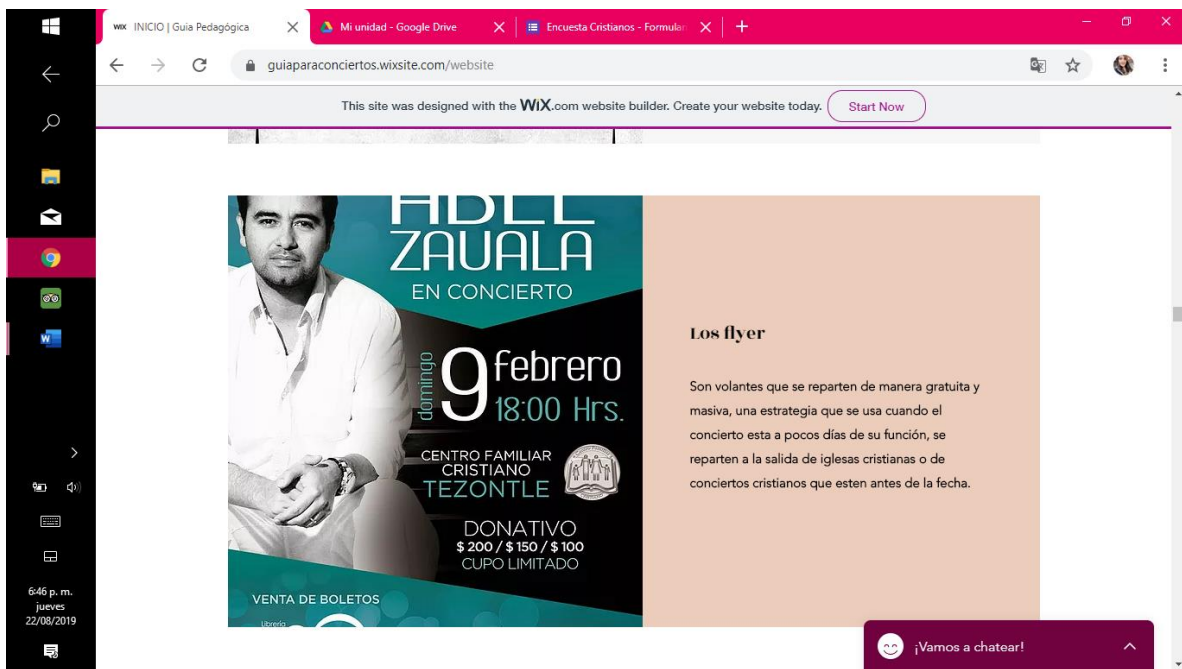 WIX INICIO | Guia Pedagógica
Mi unidad - Google Drive
Encuesta Cristianos - Formular
guiaparaconciertos.wixsite.com/website
This site was designed with the WiX.com website builder. Create your website today.
Start Now
ABEL
ZAVALA
EN CONCIERTO
domingo
9 febrero
18:00 Hrs.
CENTRO FAMILIAR
CRISTIANO
TEZONTLE
DONATIVO
$ 200 / $ 150 / $ 100
CUPO LIMITADO
VENTA DE BOLETOS
Librería
Los flyer
Son volantes que se reparten de manera gratuita y
masiva, una estrategia que se usa cuando el
concierto esta a pocos días de su función, se
reparten a la salida de iglesas cristianas o de
conciertos cristianos que esten antes de la fecha.
¡Vamos a chatear!
6:46 p. m.
jueves
22/08/2019